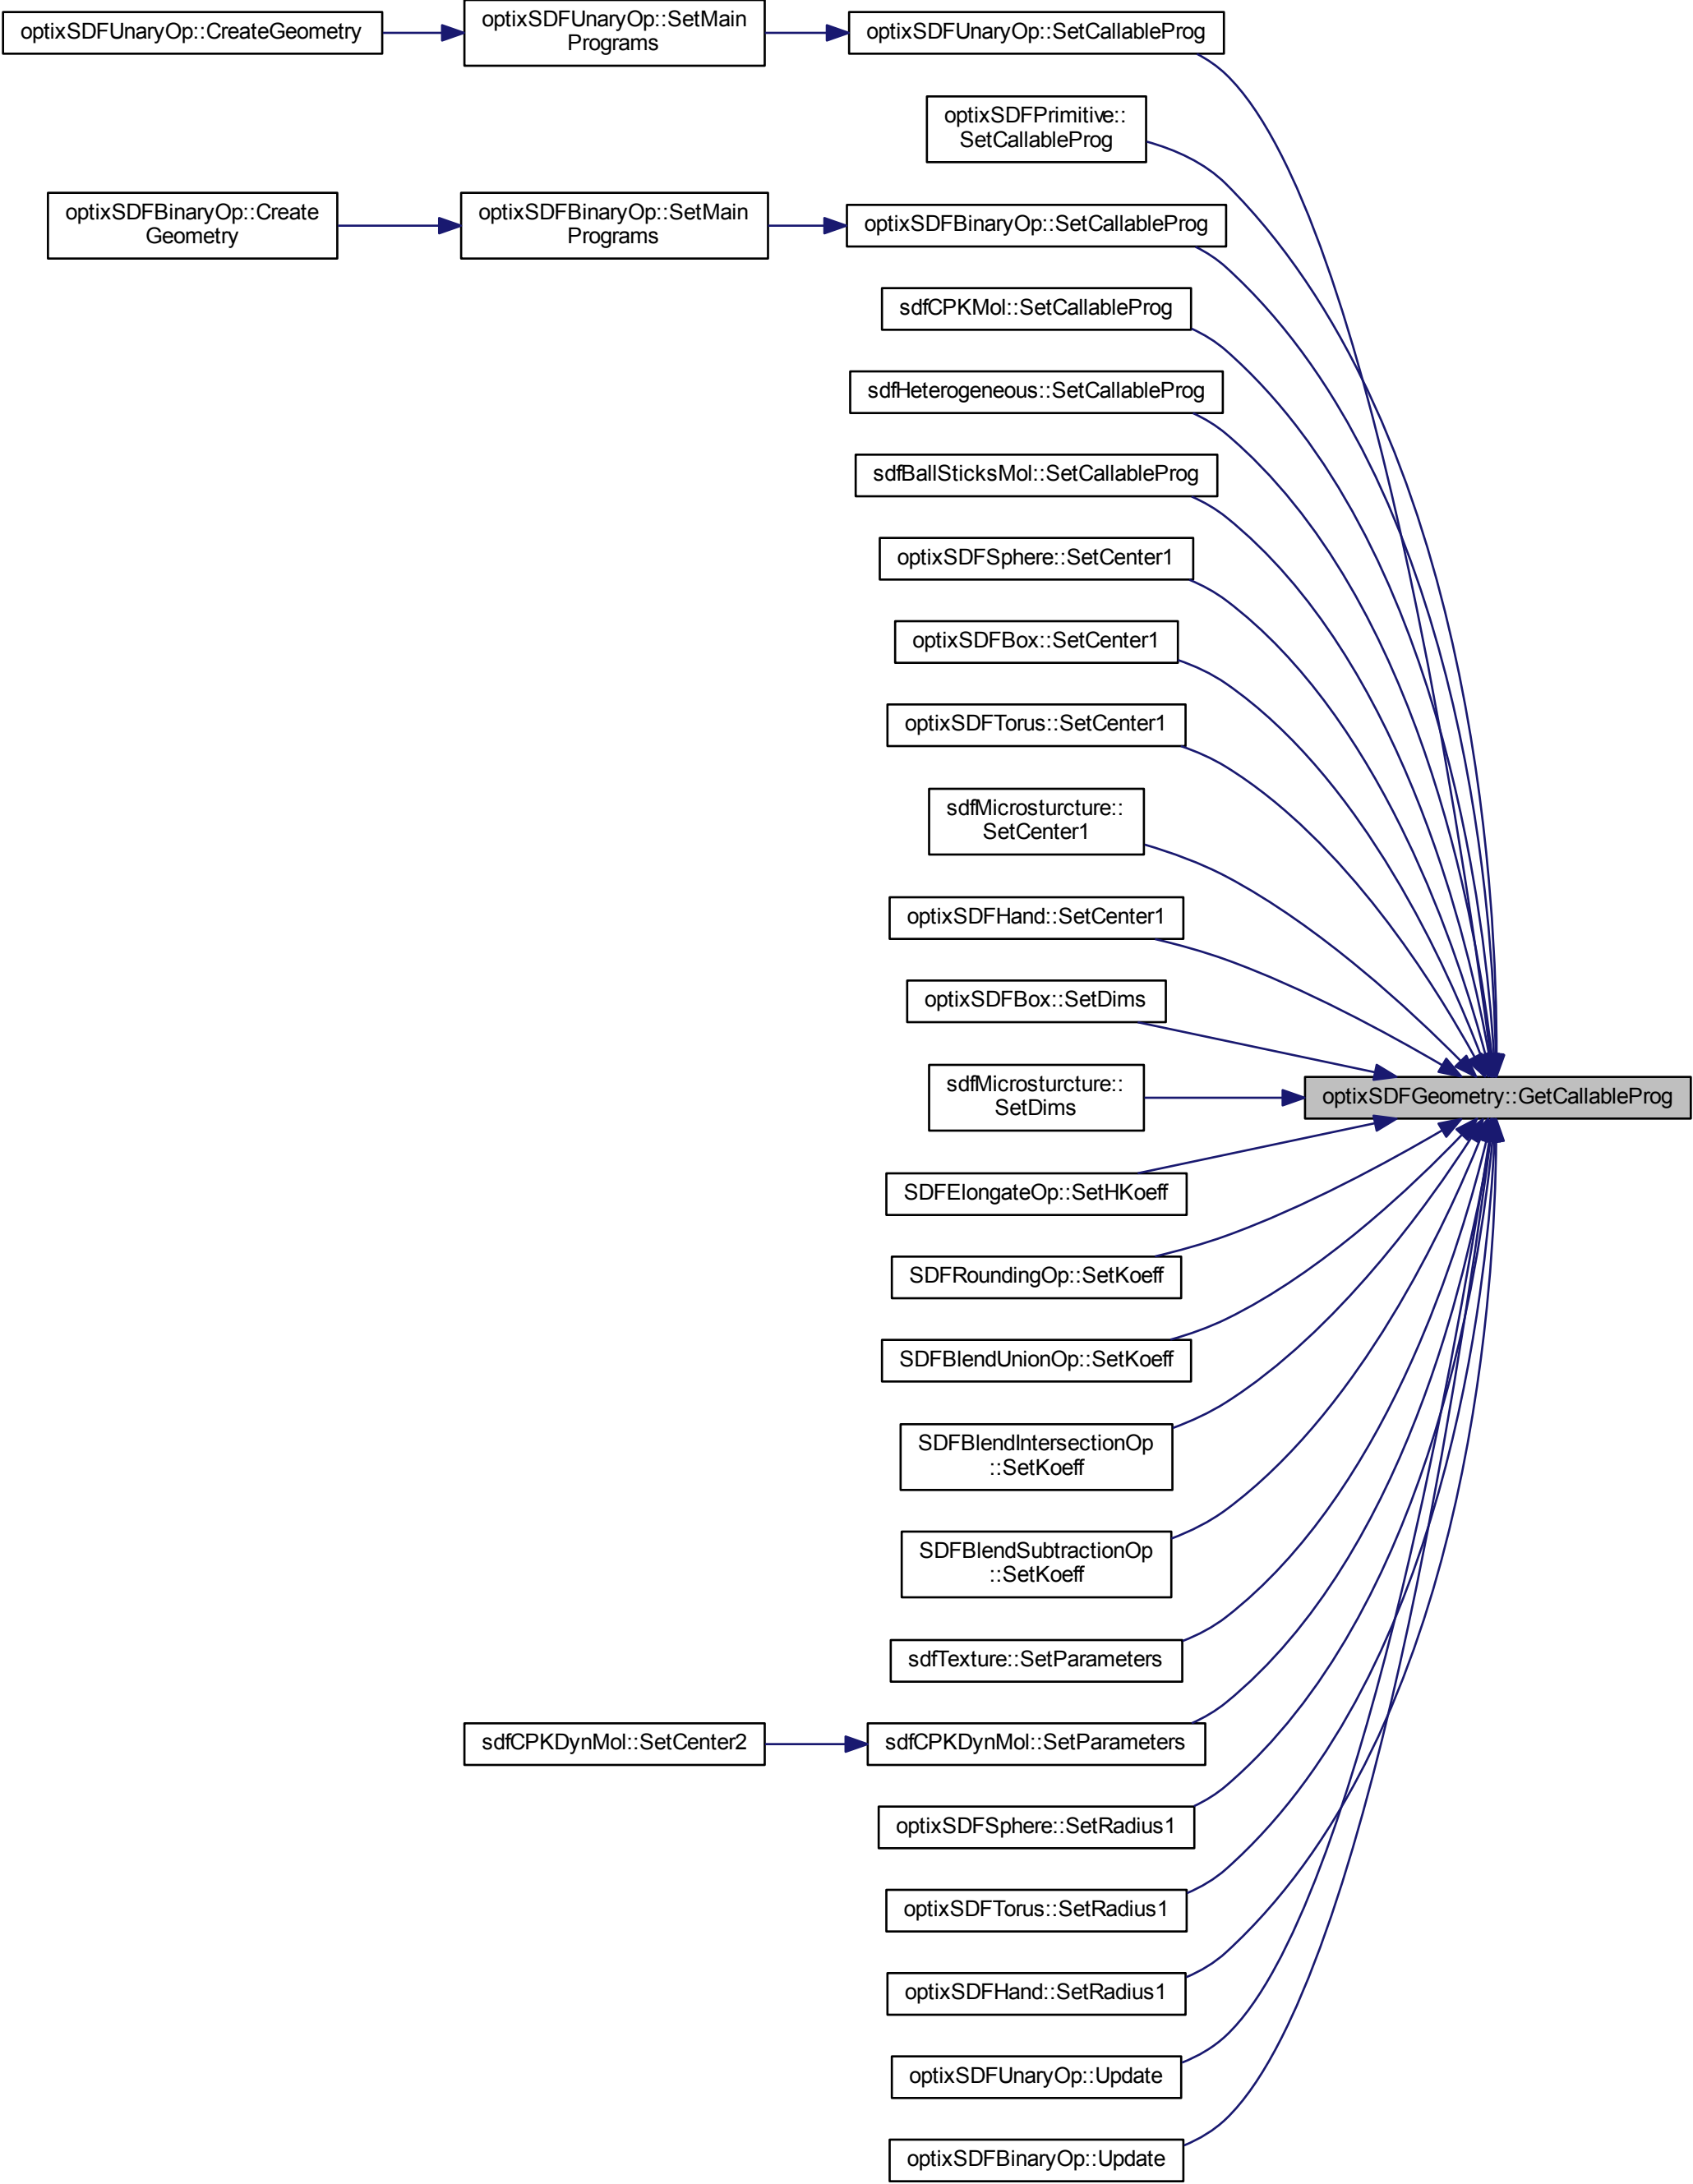 optixSDFUnaryOp::CreateGeometry
optixSDFUnaryOp::SetMain
Programs
optixSDFUnaryOp::SetCallableProg
optixSDFPrimitive::
SetCallableProg
optixSDFBinaryOp::Create
Geometry
optixSDFBinaryOp::SetMain
Programs
optixSDFBinaryOp::SetCallableProg
sdfCPKMol::SetCallableProg
sdfHeterogeneous::SetCallableProg
sdfBallSticksMol::SetCallableProg
optixSDFSphere::SetCenter1
optixSDFBox::SetCenter1
optixSDFTorus::SetCenter1
sdfMicrosturcture::
SetCenter1
optixSDFHand::SetCenter1
optixSDFBox::SetDims
sdfMicrosturcture::
SetDims
optixSDFGeometry::GetCallableProg
SDFElongateOp::SetHKoeff
SDFRoundingOp::SetKoeff
SDFBlendUnionOp::SetKoeff
SDFBlendIntersectionOp
::SetKoeff
SDFBlendSubtractionOp
::SetKoeff
sdfTexture::SetParameters
sdfCPKDynMol::SetCenter2
sdfCPKDynMol::SetParameters
optixSDFSphere::SetRadius1
optixSDFTorus::SetRadius1
optixSDFHand::SetRadius1
optixSDFUnaryOp::Update
optixSDFBinaryOp::Update